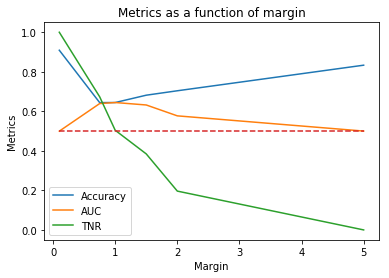 Metrics as a function of margin
1.0
0.8
0.6
0.4
0.2
0.0
Metrics
Accuracy
AUC
TNR
0 1 2 3 4 5
Margin